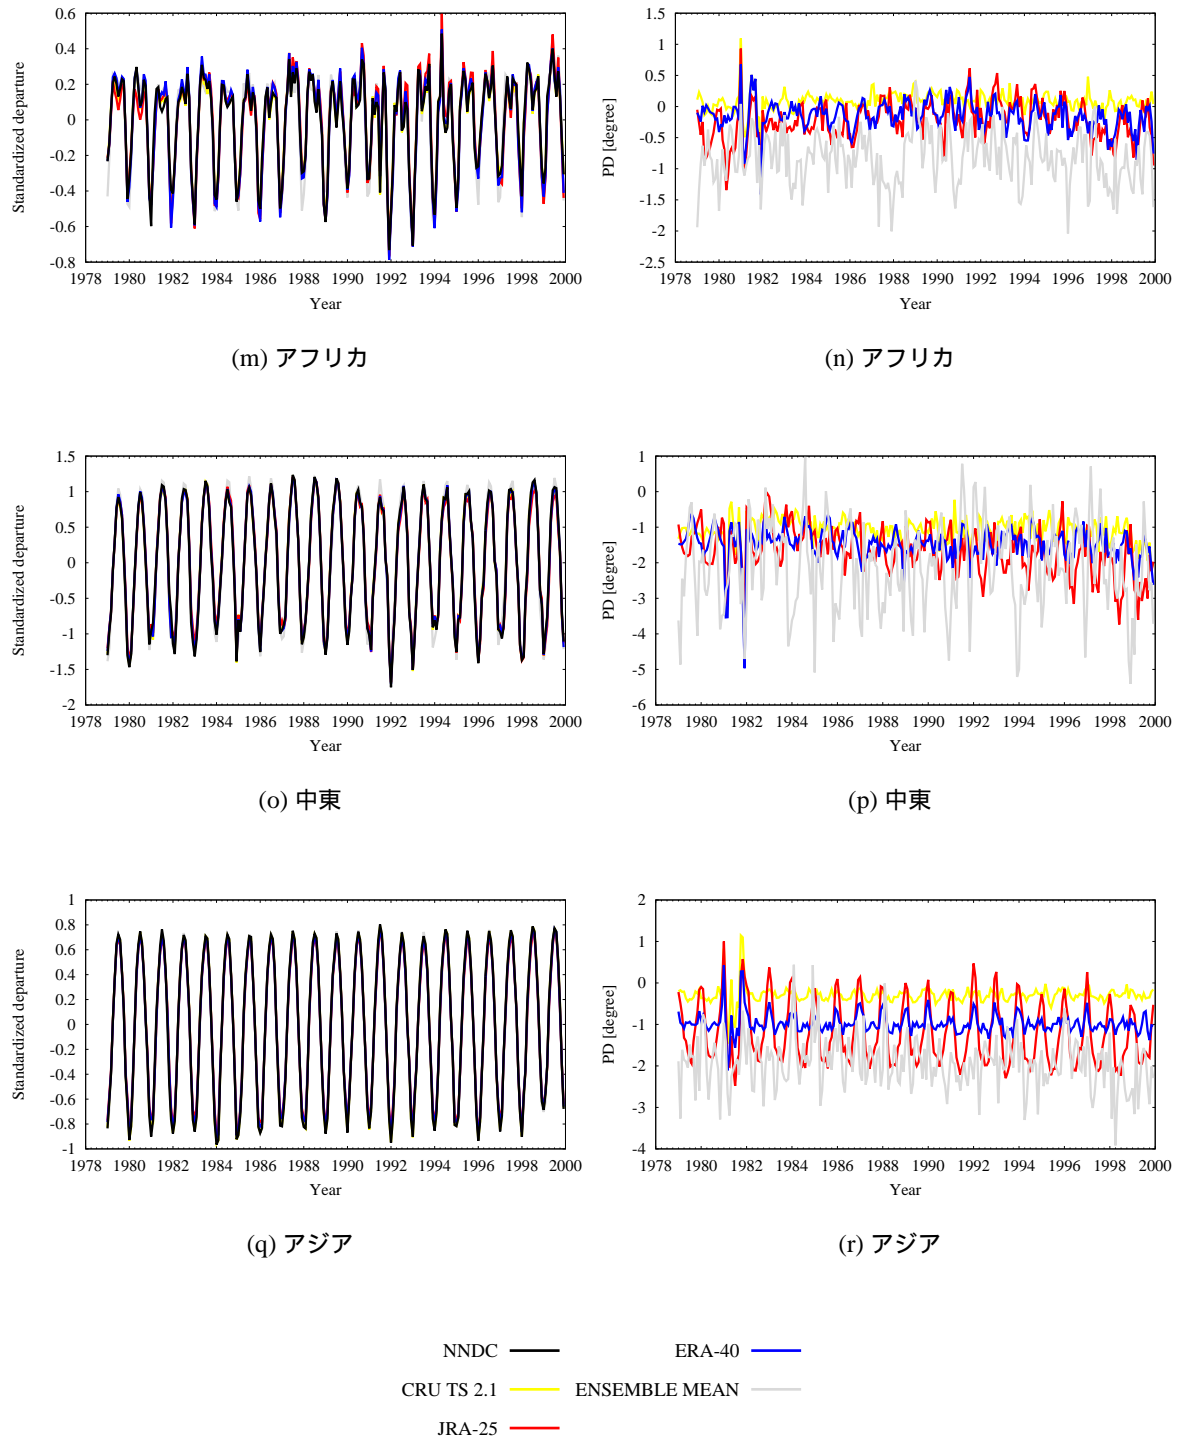 0.6
0.4
0.2
0
-0.2
-0.4
-0.6
-0.8
Standardized departure
1978 1980 1982 1984 1986 1988 1990 1992 1994 1996 1998 2000
Year
(m) アフリカ
1.5
1
0.5
0
-0.5
-1
-1.5
-2
-2.5
PD [degree]
1978 1980 1982 1984 1986 1988 1990 1992 1994 1996 1998 2000
Year
(n) アフリカ
1.5
1
0.5
0
-0.5
-1
-1.5
-2
Standardized departure
1978 1980 1982 1984 1986 1988 1990 1992 1994 1996 1998 2000
Year
(o) 中東
1
0
-1
-2
-3
-4
-5
-6
PD [degree]
1978 1980 1982 1984 1986 1988 1990 1992 1994 1996 1998 2000
Year
(p) 中東
1
0.8
0.6
0.4
0.2
0
-0.2
-0.4
-0.6
-0.8
-1
Standardized departure
1978 1980 1982 1984 1986 1988 1990 1992 1994 1996 1998 2000
Year
(q) アジア
2
1
0
-1
-2
-3
-4
PD [degree]
1978 1980 1982 1984 1986 1988 1990 1992 1994 1996 1998 2000
Year
(r) アジア
NNDC
CRU TS 2.1
JRA-25
ERA-40
ENSEMBLE MEAN